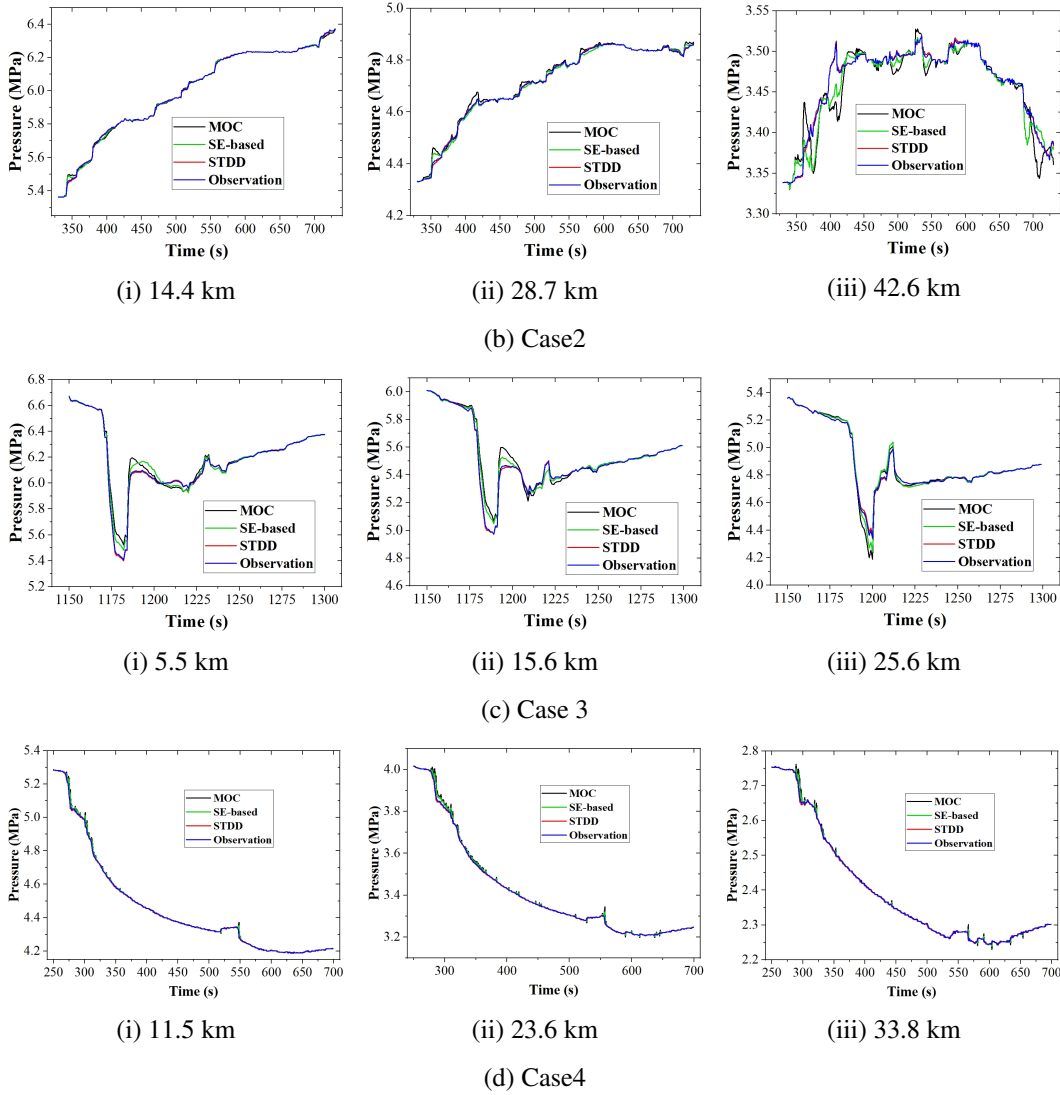 6.4
6.2
6.0
5.8
5.6
5.4
Pressure (MPa)
MOC
SE-based
STDD
Observation
350 400 450 500 550 600 650 700
Time (s)
(i) 14.4 km
5.0
4.8
4.6
4.4
4.2
Pressure (MPa)
MOC
SE-based
STDD
Observation
350 400 450 500 550 600 650 700
Time (s)
(ii) 28.7 km
3.55
3.50
3.45
3.40
3.35
3.30
Pressure (MPa)
MOC
SE-based
STDD
Observation
350 400 450 500 550 600 650 700
Time (s)
(iii) 42.6 km
(b) Case2
6.8
6.6
6.4
6.2
6.0
5.8
5.6
5.4
5.2
Pressure (MPa)
MOC
SE-based
STDD
Observation
1150 1175 1200 1225 1250 1275 1300
Time (s)
(i) 5.5 km
6.0
5.8
5.6
5.4
5.2
5.0
4.8
4.6
Pressure (MPa)
MOC
SE-based
STDD
Observation
1150 1175 1200 1225 1250 1275 1300
Time (s)
(ii) 15.6 km
5.4
5.2
5.0
4.8
4.6
4.4
4.2
4.0
Pressure (MPa)
MOC
SE-based
STDD
Observation
1150 1175 1200 1225 1250 1275 1300
Time (s)
(iii) 25.6 km
(c) Case 3
5.4
5.2
5.0
4.8
4.6
4.4
4.2
Pressure (MPa)
MOC
SE-based
STDD
Observation
250 300 350 400 450 500 550 600 650 700
Time (s)
(i) 11.5 km
4.0
3.8
3.6
3.4
3.2
Pressure (MPa)
MOC
SE-based
STDD
Observation
300 400 500 600 700
Time (s)
(ii) 23.6 km
2.8
2.7
2.6
2.5
2.4
2.3
2.2
Pressure (MPa)
MOC
SE-based
STDD
Observation
250 300 350 400 450 500 550 600 650 700
Time (s)
(iii) 33.8 km
(d) Case4